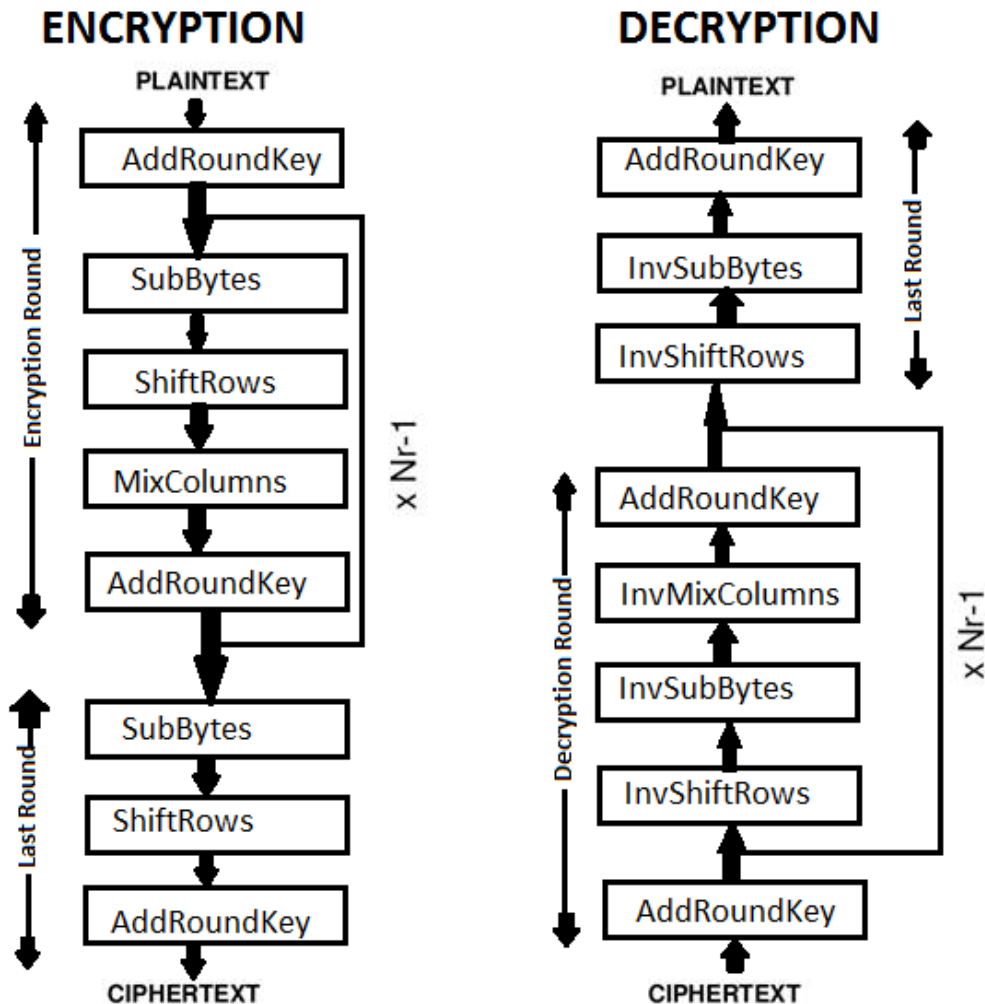 ENCRYPTION
PLAINTEXT
AddRoundKey
SubBytes
ShiftRows
MixColumns
AddRoundKey
SubBytes
ShiftRows
AddRoundKey
CIPHERTEXT
Encryption Round
Last Round
x Nr-1
DECRYPTION
PLAINTEXT
AddRoundKey
InvSubBytes
InvShiftRows
AddRoundKey
InvMixColumns
InvSubBytes
InvShiftRows
AddRoundKey
CIPHERTEXT
Last Round
Decryption Round
x Nr-1